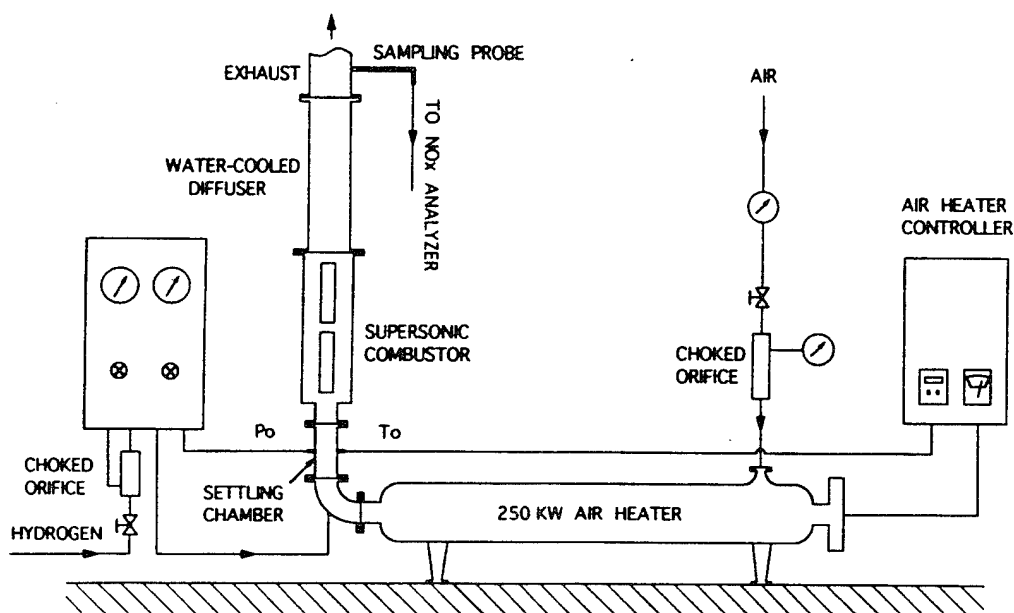 SAMPLING PROBE
EXHAUST
AIR
TO NOx ANALYZER
WATER-COOLED
DIFFUSER
AIR HEATER
CONTROLLER
SUPERSONIC
COMBUSTOR
CHOKED
ORIFICE
Po
To
CHOKED
ORIFICE
SETTLING
CHAMBER
250 KW AIR HEATER
HYDROGEN